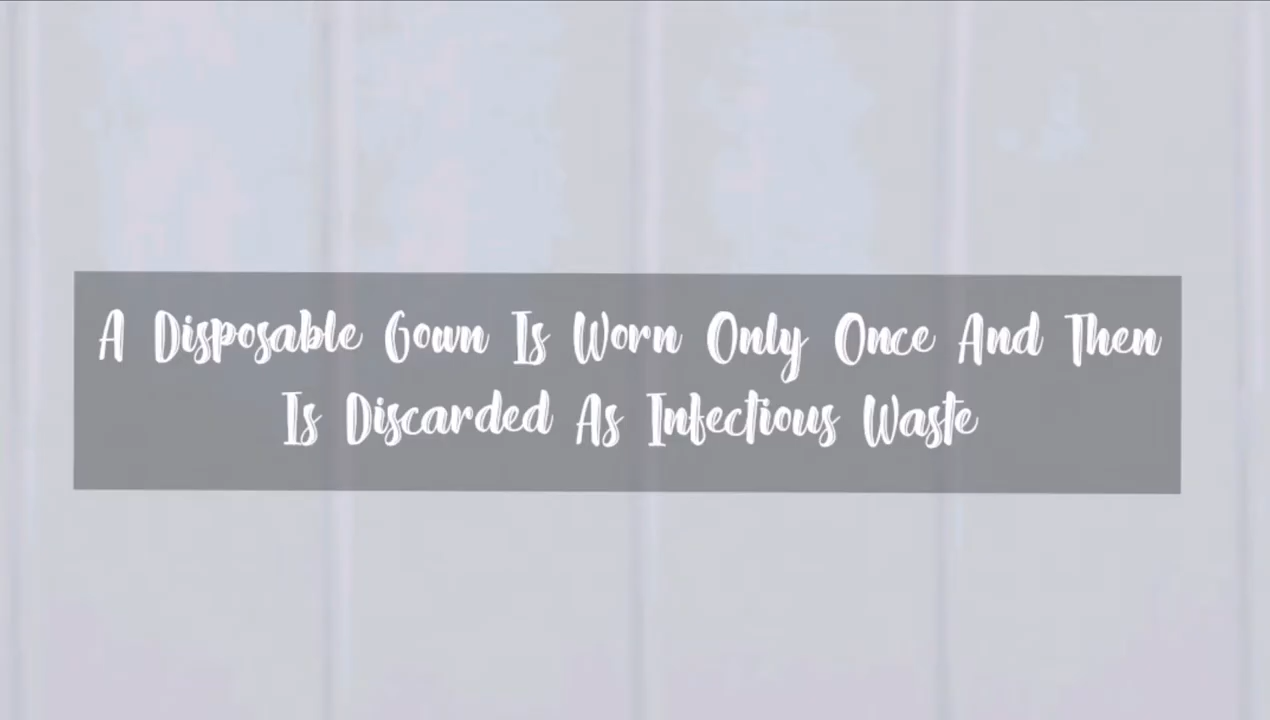 A Disposable Gown Is Worn Only Once And Then
Is Discarded As Infectious Waste